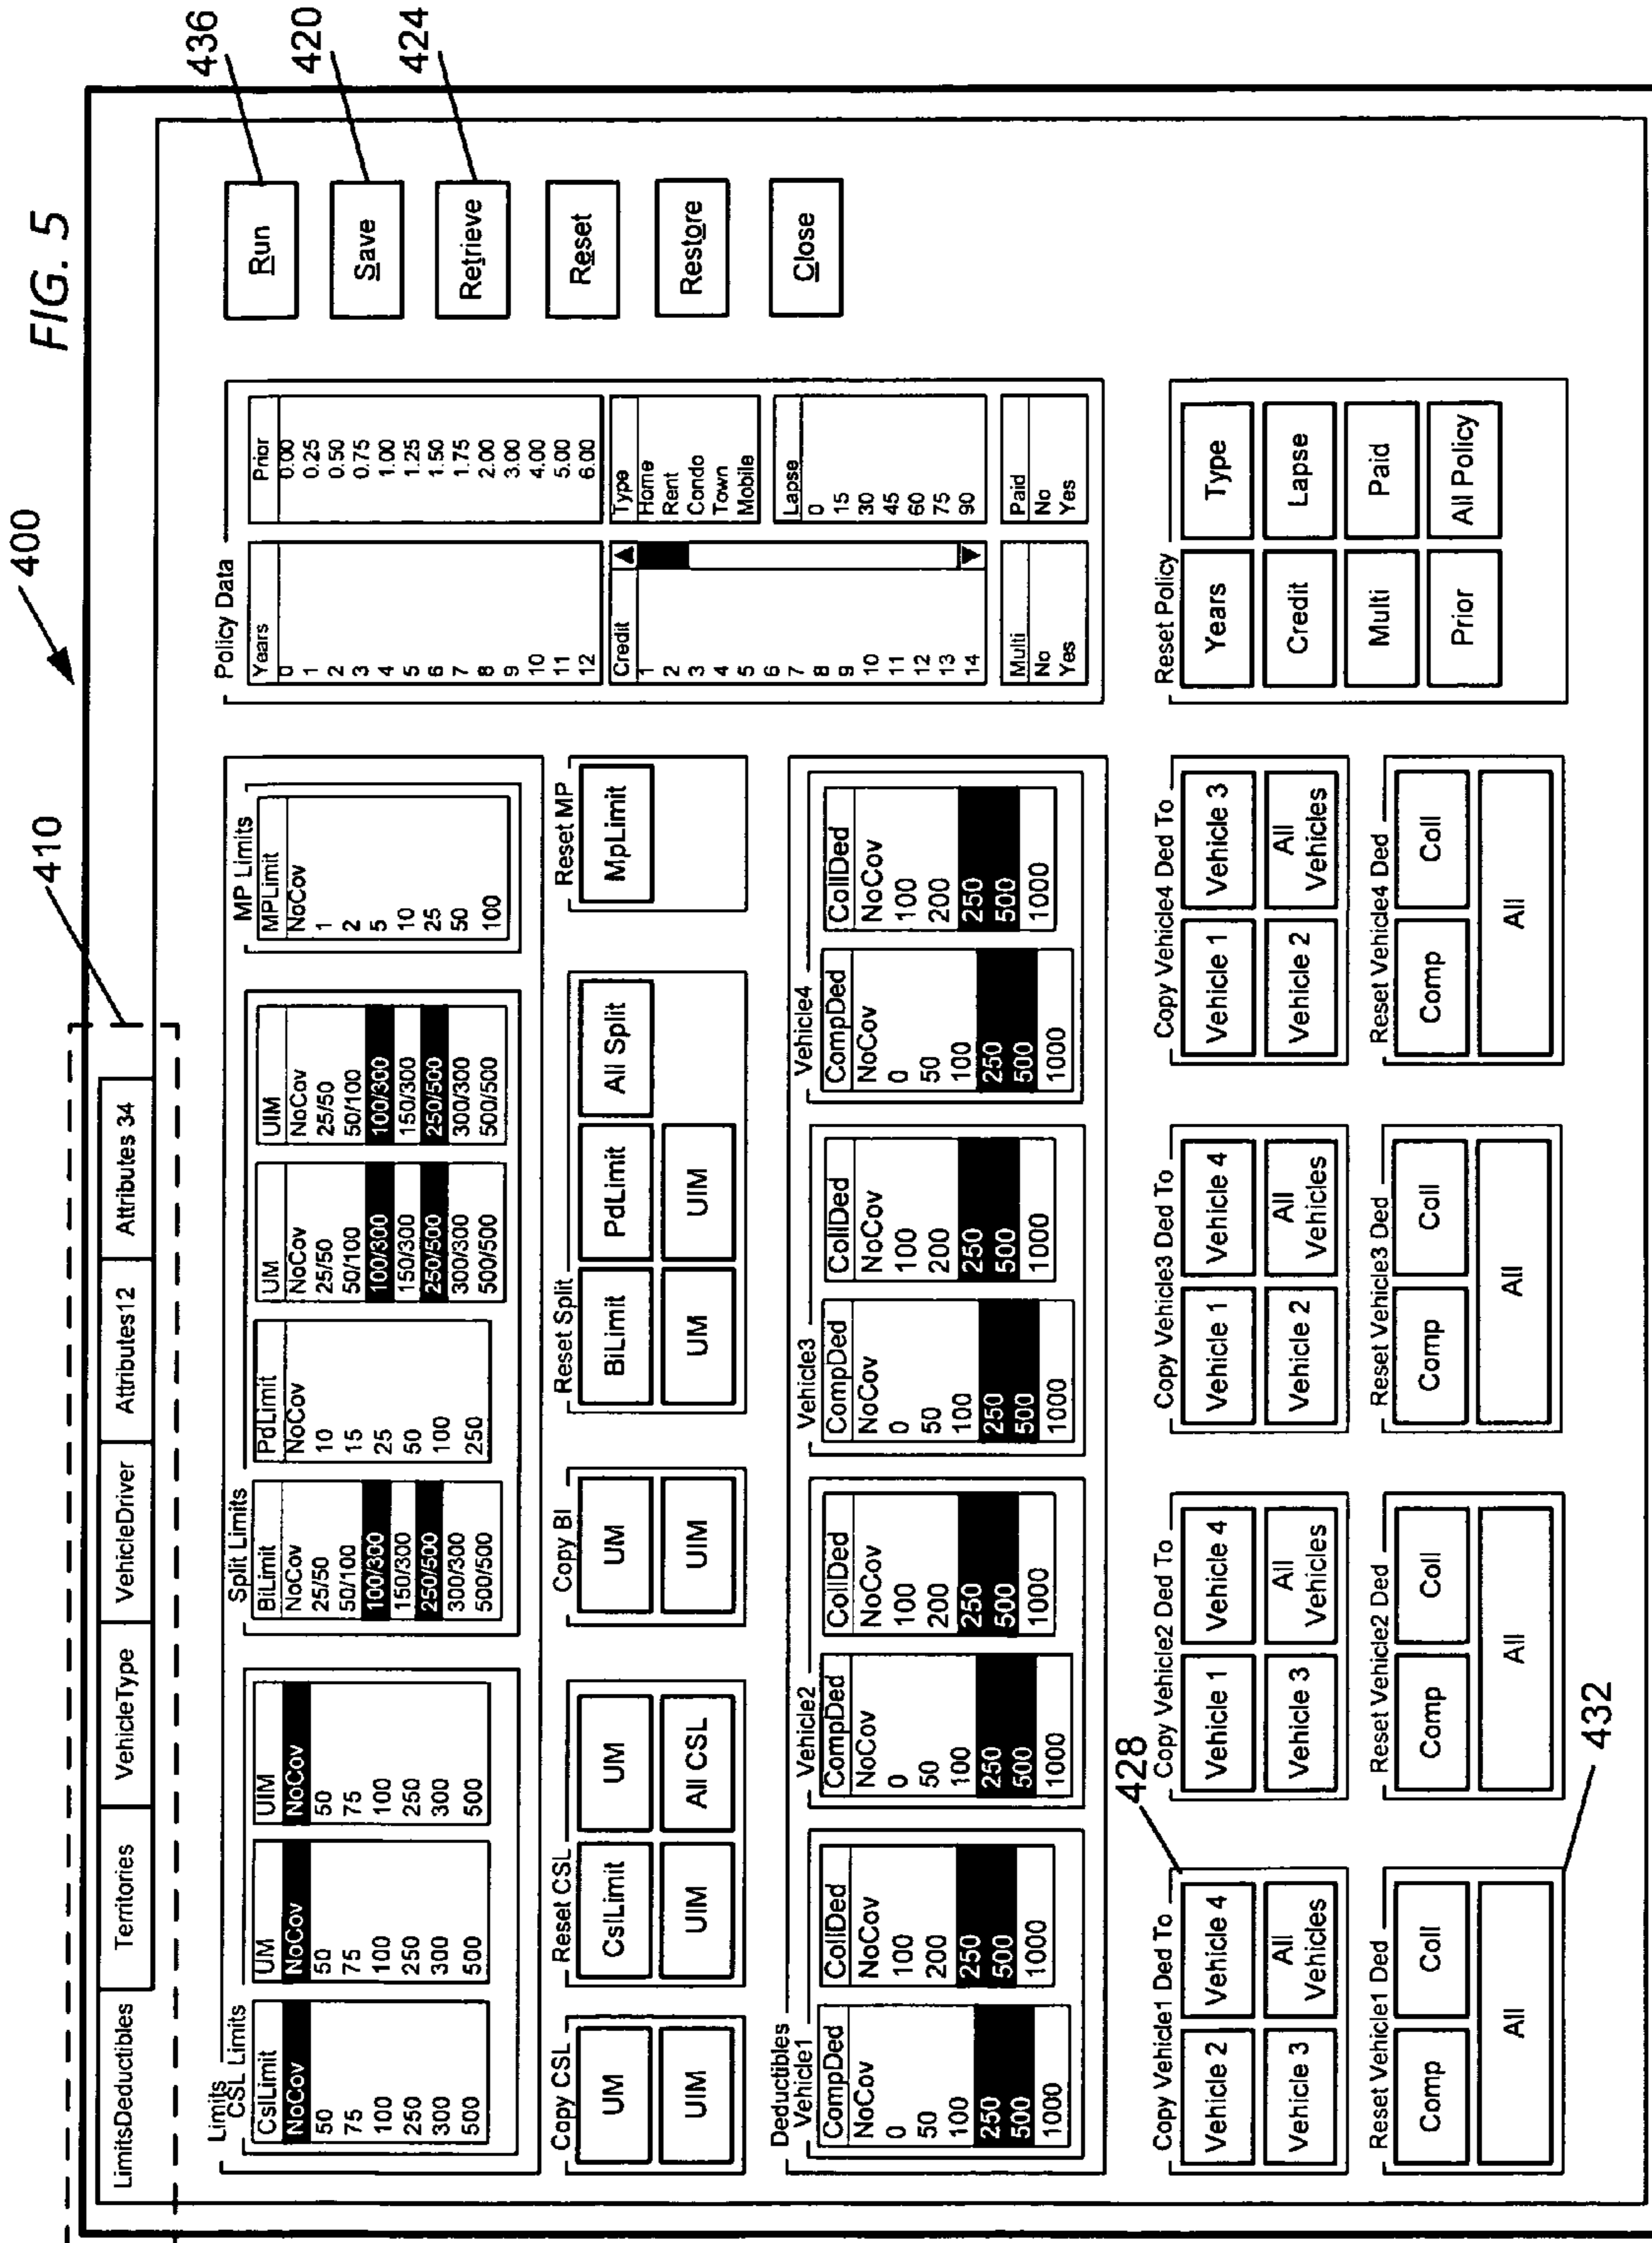 FIG. 5
400
410
436
420
424
428
432
LimitsDeductibles
Territories
VehicleType
VehicleDriver
Attributes12
Attributes 34
Limits
CSL Limits
CslLimit
NoCov
50
75
100
250
300
500
UM
NoCov
50
75
100
250
300
500
UIM
NoCov
50
75
100
250
300
500
Split Limits
BiLimit
NoCov
25/50
50/100
100/300
150/300
250/500
300/300
500/500
PdLimit
NoCov
10
15
25
50
100
250
UM
NoCov
25/50
50/100
100/300
150/300
250/500
300/300
500/500
UIM
NoCov
25/50
50/100
100/300
150/300
250/500
300/300
500/500
MP Limits
MPLimit
NoCov
1
2
5
10
25
50
100
Copy CSL
UM
UIM
Reset CSL
CslLimit
UM
UIM
All CSL
Copy BI
UM
UIM
Reset Split
BiLimit
PdLimit
All Split
UM
UIM
Reset MP
MpLimit
Deductibles
Vehicle1
CompDed
NoCov
0
50
100
250
500
1000
CollDed
NoCov
100
200
250
500
1000
Vehicle2
CompDed
NoCov
0
50
100
250
500
1000
CollDed
NoCov
100
200
250
500
1000
Vehicle3
CompDed
NoCov
0
50
100
250
500
1000
CollDed
NoCov
100
200
250
500
1000
Vehicle4
CompDed
NoCov
0
50
100
250
500
1000
CollDed
NoCov
100
200
250
500
1000
Copy Vehicle1 Ded To
Vehicle 2
Vehicle 4
Vehicle 3
All
Vehicles
Copy Vehicle2 Ded To
Vehicle 1
Vehicle 4
Vehicle 3
All
Vehicles
Copy Vehicle3 Ded To
Vehicle 1
Vehicle 4
Vehicle 2
All
Vehicles
Copy Vehicle4 Ded To
Vehicle 1
Vehicle 3
Vehicle 2
All
Vehicles
Reset Vehicle1 Ded
Comp
Coll
All
Reset Vehicle2 Ded
Comp
Coll
All
Reset Vehicle3 Ded
Comp
Coll
All
Reset Vehicle4 Ded
Comp
Coll
All
Policy Data
Years
0
1
2
3
4
5
6
7
8
9
10
11
12
Prior
0.00
0.25
0.50
0.75
1.00
1.25
1.50
1.75
2.00
3.00
4.00
5.00
6.00
Credit
1
2
3
4
5
6
7
8
9
10
11
12
13
14
Type
Home
Rent
Condo
Town
Mobile
Lapse
0
15
30
45
60
75
90
Multi
No
Yes
Paid
No
Yes
Reset Policy
Years
Type
Credit
Lapse
Multi
Paid
Prior
All Policy
Run
Save
Retrieve
Reset
Restore
Close